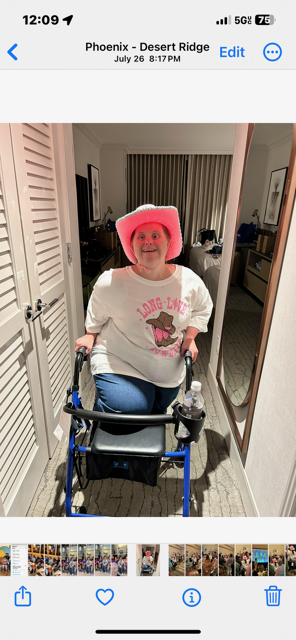 12:09
5G
75
Phoenix - Desert Ridge
July 26 8:17 PM
Edit
LONG-LIVE